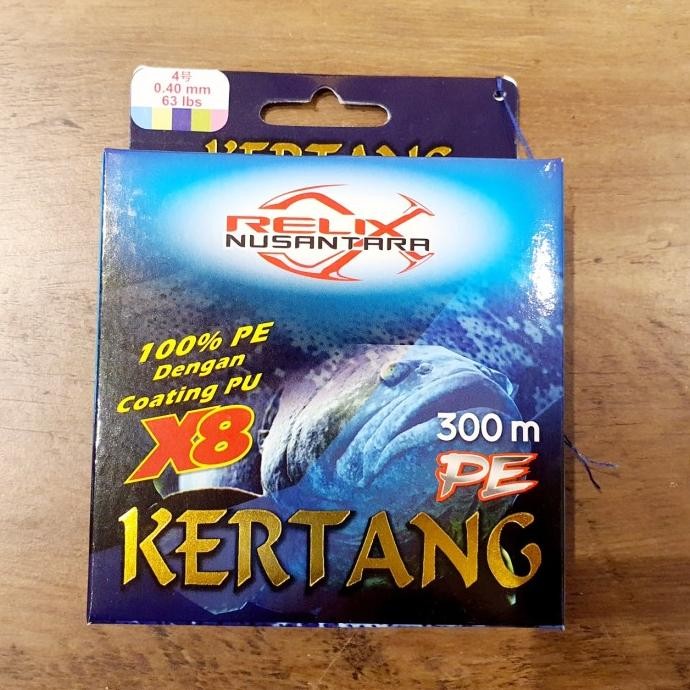 4号
0.40 mm
63 lbs
KERTANG
RELIX
NUSANTARA
100% PE
Dengan
Coating PU
X8
300 m
PE
KERTANG